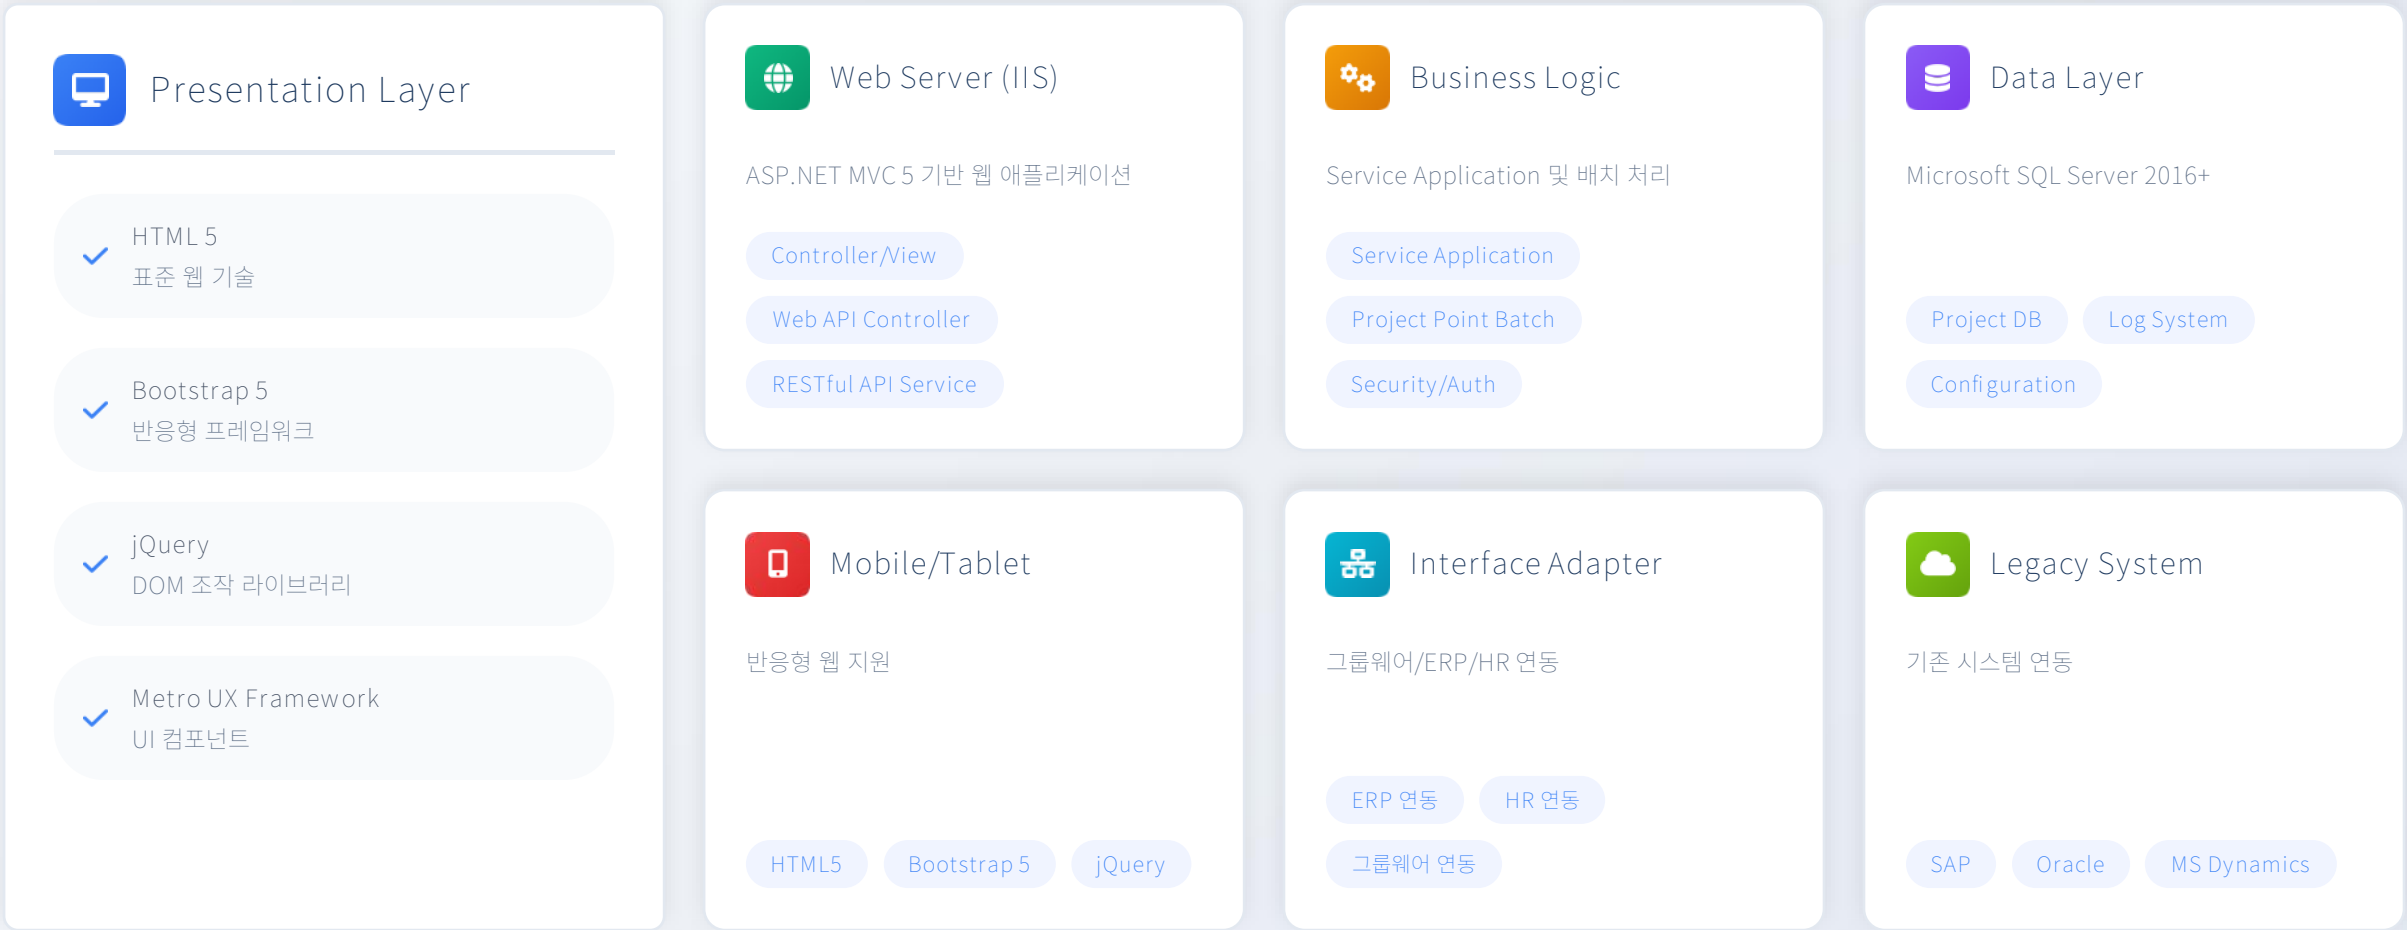 Presentation Layer
HTML 5
표준 웹 기술
Bootstrap 5
반응형 프레임워크
jQuery
DOM 조작 라이브러리
Metro UX Framework
UI 컴포넌트
Web Server (IIS)
ASP.NET MVC 5 기반 웹 애플리케이션
Controller/View
Web API Controller
RESTful API Service
Business Logic
Service Application 및 배치 처리
Service Application
Project Point Batch
Security/Auth
Data Layer
Microsoft SQL Server 2016+
Project DB Log System
Configuration
Mobile/Tablet
반응형 웹 지원
HTML5 Bootstrap 5 jQuery
Interface Adapter
그룹웨어/ERP/HR 연동
ERP 연동 HR 연동
그룹웨어 연동
Legacy System
기존 시스템 연동
SAP Oracle MS Dynamics